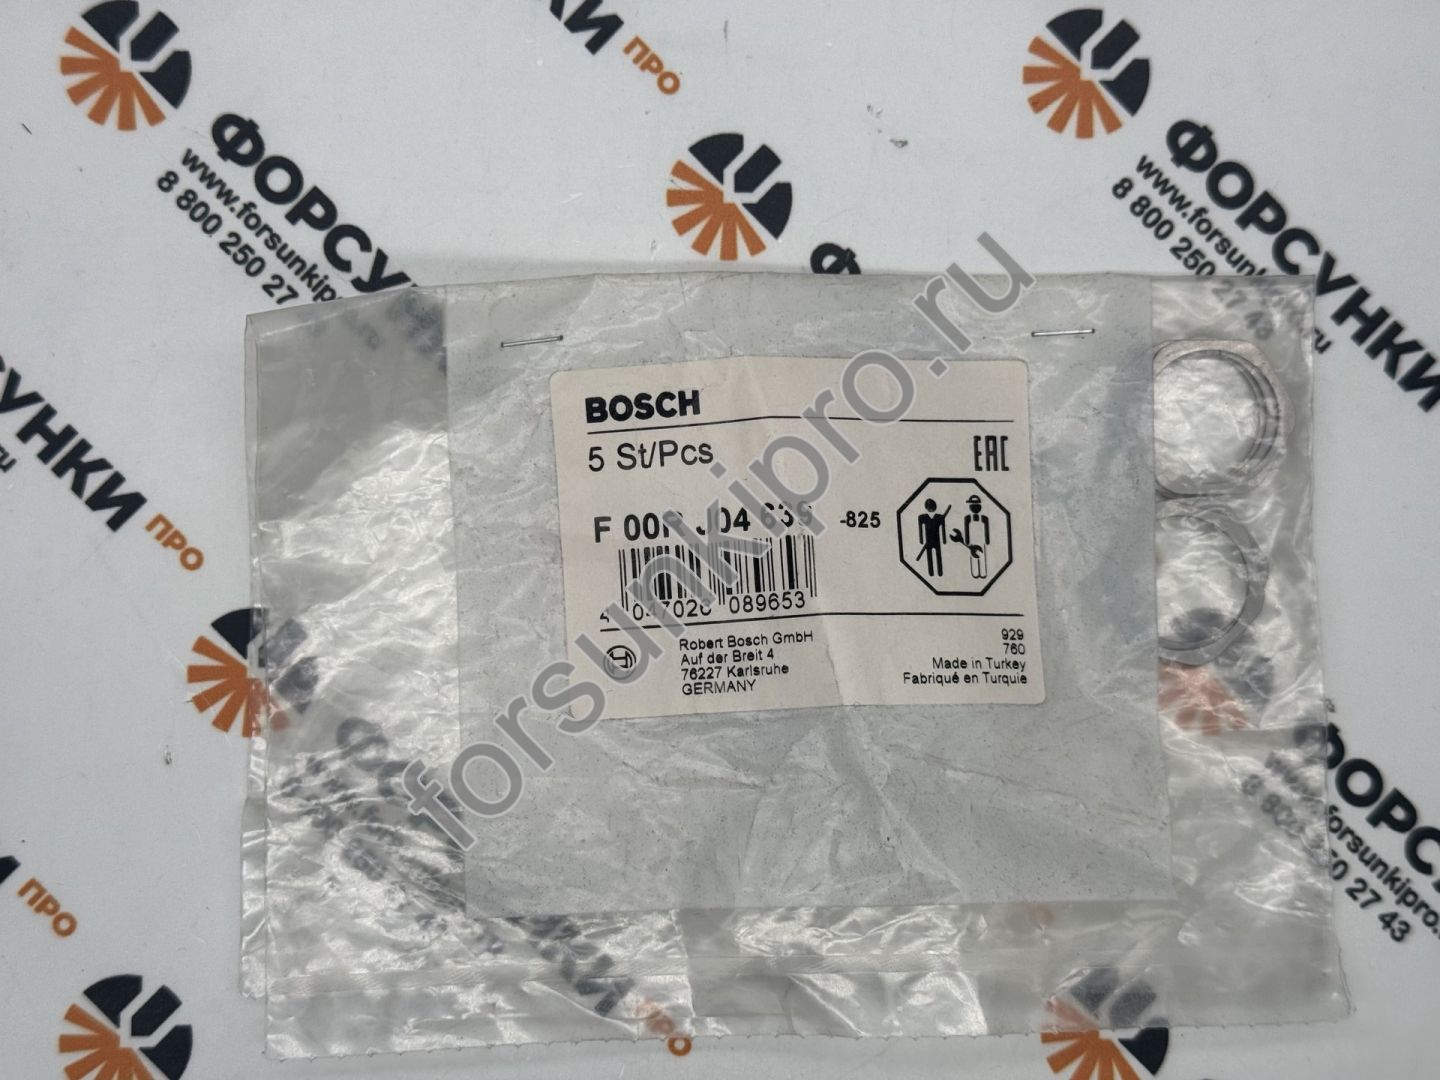 ФОРСУНКИ ПРО
www.forsunkipro.ru
8 800 250 27 43
forsunkipro.ru
BOSCH
5 St/Pcs
EAC
-825
089653
Robert Bosch GmbH
Auf der Breit 4
76227 Karlsruhe
GERMANY
929
760
Made in Turkey
Fabriqué en Turquie